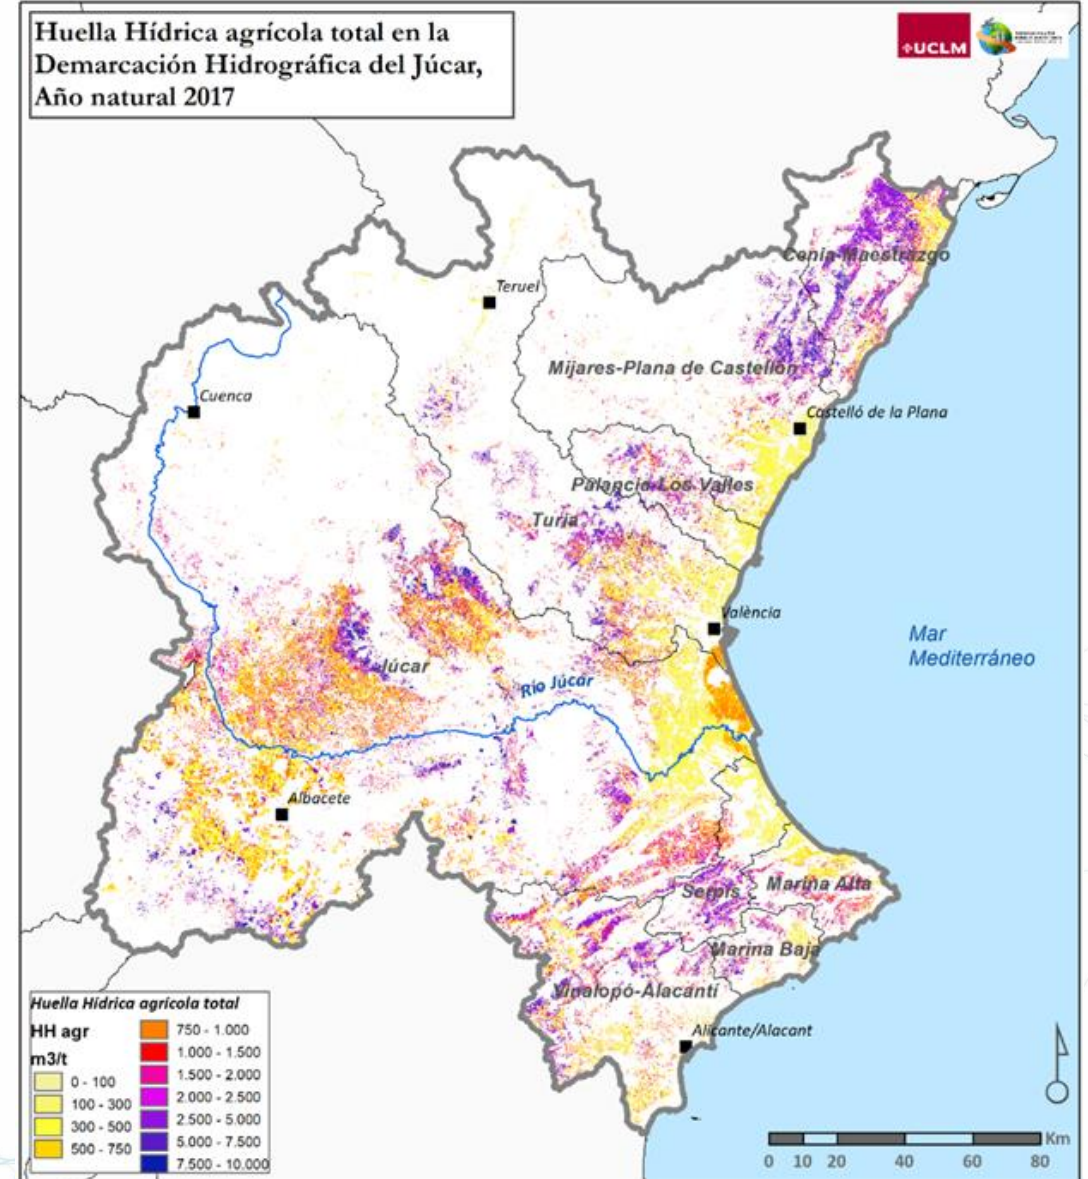 Huella Hídrica agrícola total en la
Demarcación Hidrográfica del Júcar,
Año natural 2017
UCLM
Cenia-Maestrazgo
Teruel
Mijares-Plana de Castellón
Cuenca
Castelló de la Plana
Palancia-Los Valles
Turia
València
Mar
Mediterráneo
Júcar
Río Júcar
Albacete
Serpis
Marina Alta
Marina Baja
Vinalopó-Alacantí
Alicante/Alacant
Huella Hídrica agrícola total
HH agr
m3/t
0 - 100
100 - 300
300 - 500
500 - 750
750 - 1.000
1.000 - 1.500
1.500 - 2.000
2.000 - 2.500
2.500 - 5.000
5.000 - 7.500
7.500 - 10.000
Km
0 10 20 40 60 80